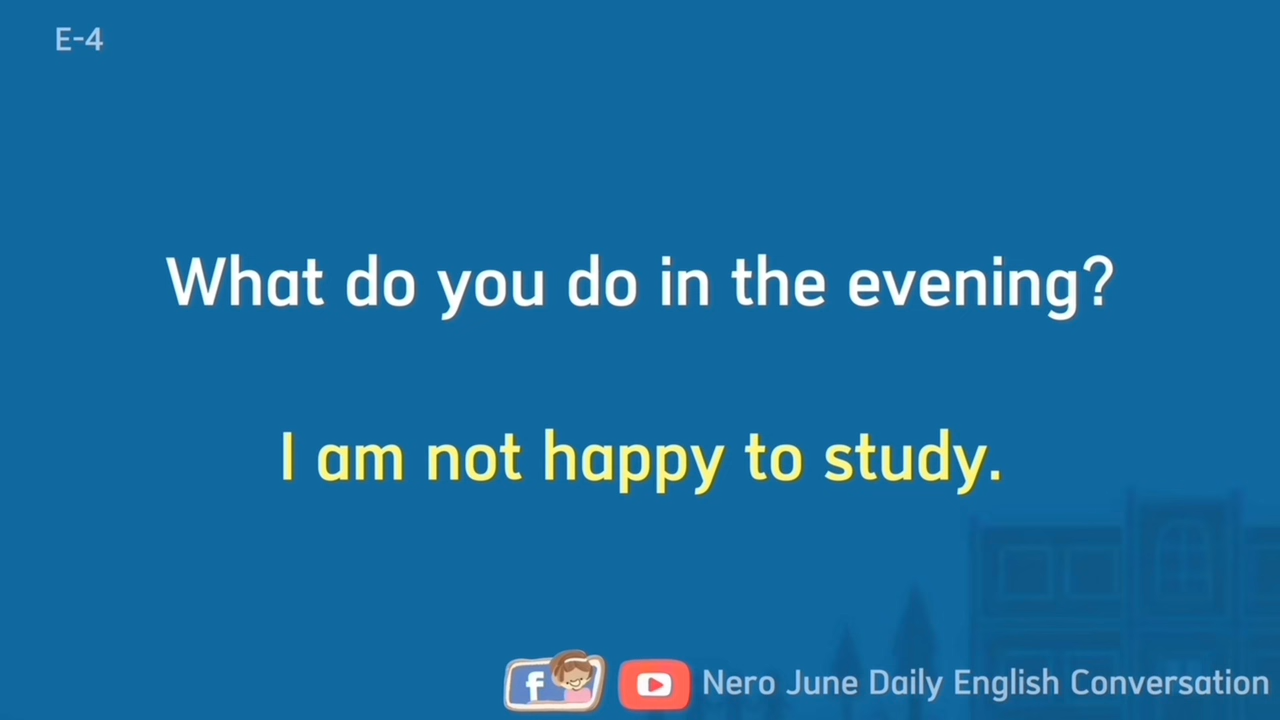 E-4
What do you do in the evening?
I am not happy to study.
f Nero June Daily English Conversation